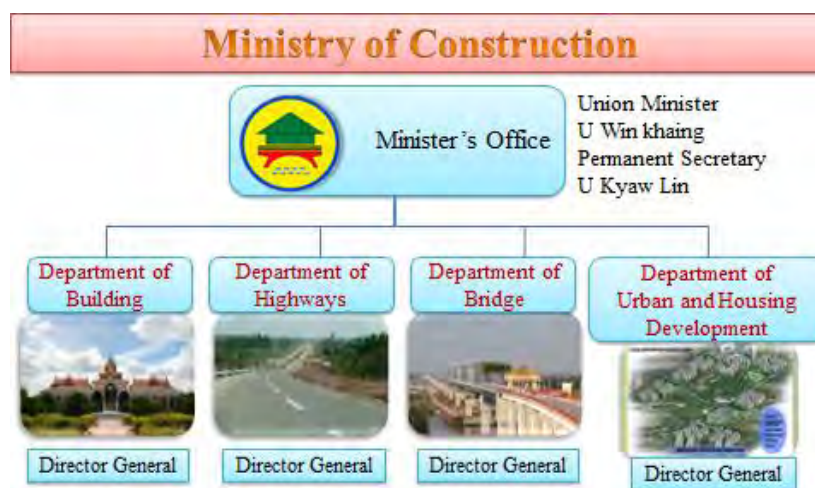 Ministry of Construction
Minister's Office
Union Minister
U Win khaing
Permanent Secretary
U Kyaw Lin
Department of
Building
Department of
Highways
Department of
Bridge
Department of
Urban and Housing
Development
Director General
Director General
Director General
Director General